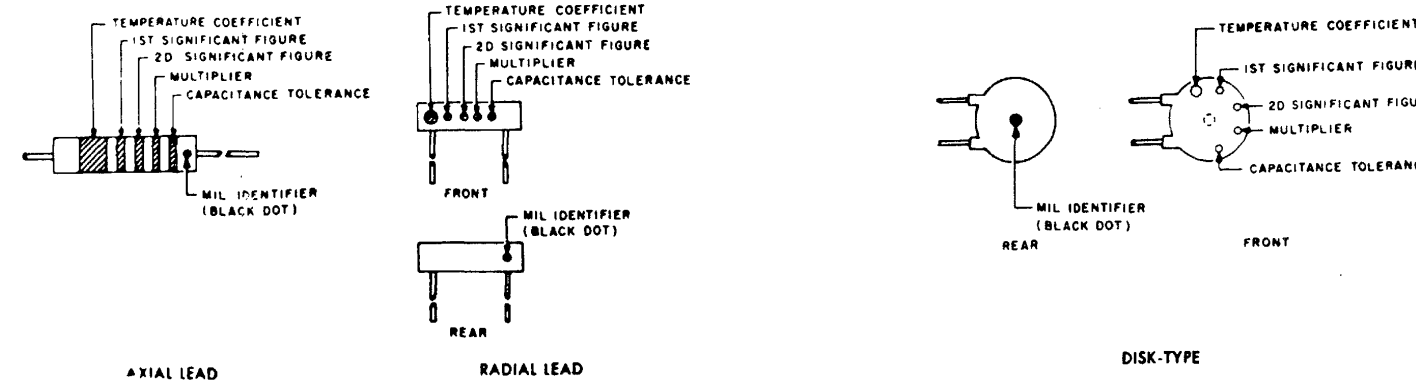 TEMPERATURE COEFFICIENT
1ST SIGNIFICANT FIGURE
2D SIGNIFICANT FIGURE
MULTIPLIER
CAPACITANCE TOLERANCE
MIL IDENTIFIER
(BLACK DOT)
AXIAL LEAD
TEMPERATURE COEFFICIENT
1ST SIGNIFICANT FIGURE
2D SIGNIFICANT FIGURE
MULTIPLIER
CAPACITANCE TOLERANCE
FRONT
MIL IDENTIFIER
(BLACK DOT)
REAR
RADIAL LEAD
MIL IDENTIFIER
(BLACK DOT)
REAR
TEMPERATURE COEFFICIENT
1ST SIGNIFICANT FIGURE
2D SIGNIFICANT FIGU
MULTIPLIER
CAPACITANCE TOLERANC
FRONT
DISK-TYPE